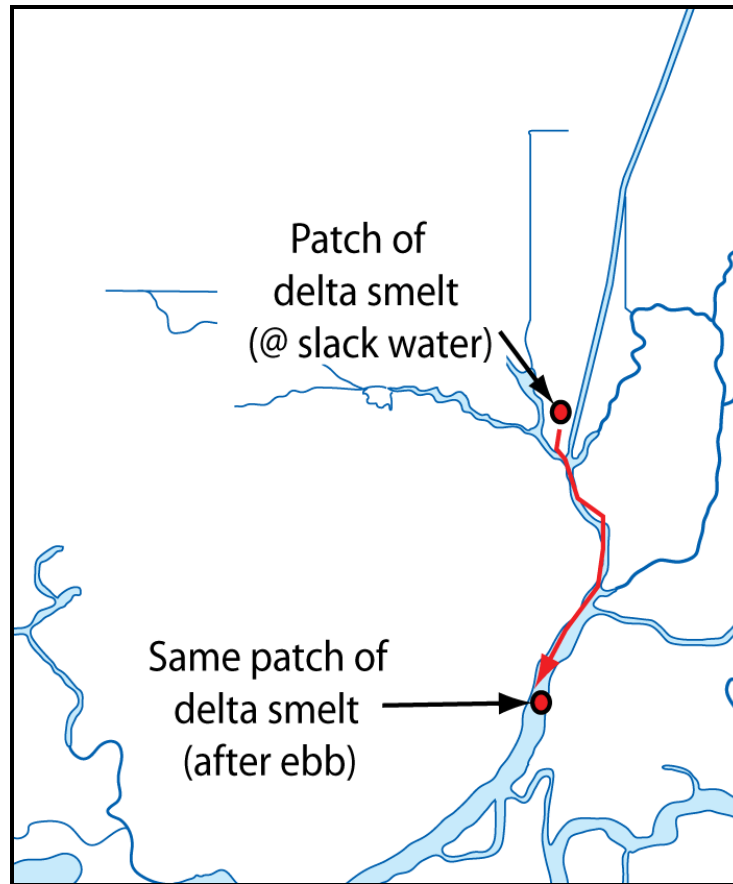 Patch of
delta smelt
(@ slack water)
Same patch of
delta smelt
(after ebb)